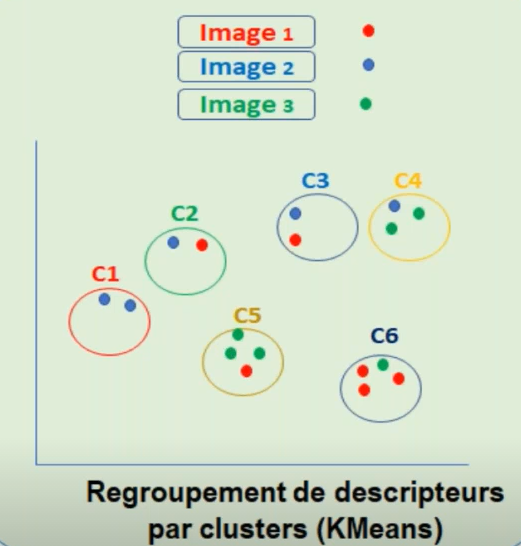 Image 1
Image 2
Image 3
C3
C4
C2
C1
C5
C6
Regroupement de descripteurs
par clusters (KMeans)